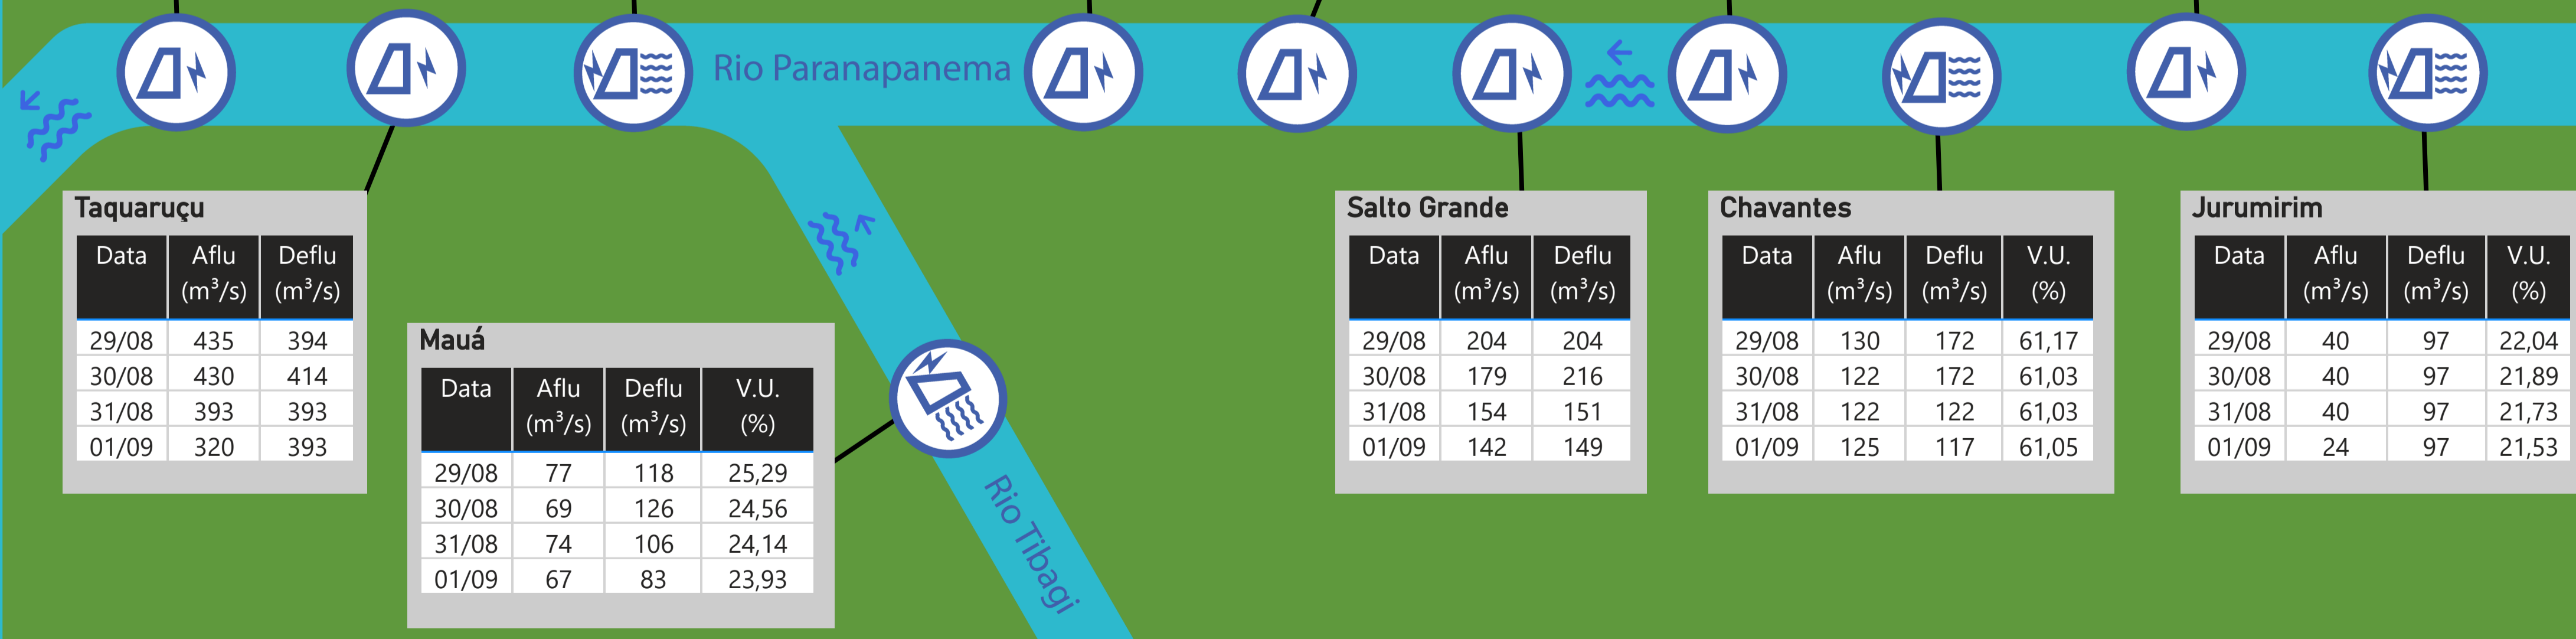 Rio Paranapanema
Taquaruçu
Data Aflu (m³/s) Deflu (m³/s)
29/08 435 394
30/08 430 414
31/08 393 393
01/09 320 393
Mauá
Data Aflu (m³/s) Deflu (m³/s) V.U. (%)
29/08 77 118 25,29
30/08 69 126 24,56
31/08 74 106 24,14
01/09 67 83 23,93
Rio Tibagi
Salto Grande
Data Aflu (m³/s) Deflu (m³/s)
29/08 204 204
30/08 179 216
31/08 154 151
01/09 142 149
Chavantes
Data Aflu (m³/s) Deflu (m³/s) V.U. (%)
29/08 130 172 61,17
30/08 122 172 61,03
31/08 122 122 61,03
01/09 125 117 61,05
Jurumirim
Data Aflu (m³/s) Deflu (m³/s) V.U. (%)
29/08 40 97 22,04
30/08 40 97 21,89
31/08 40 97 21,73
01/09 24 97 21,53